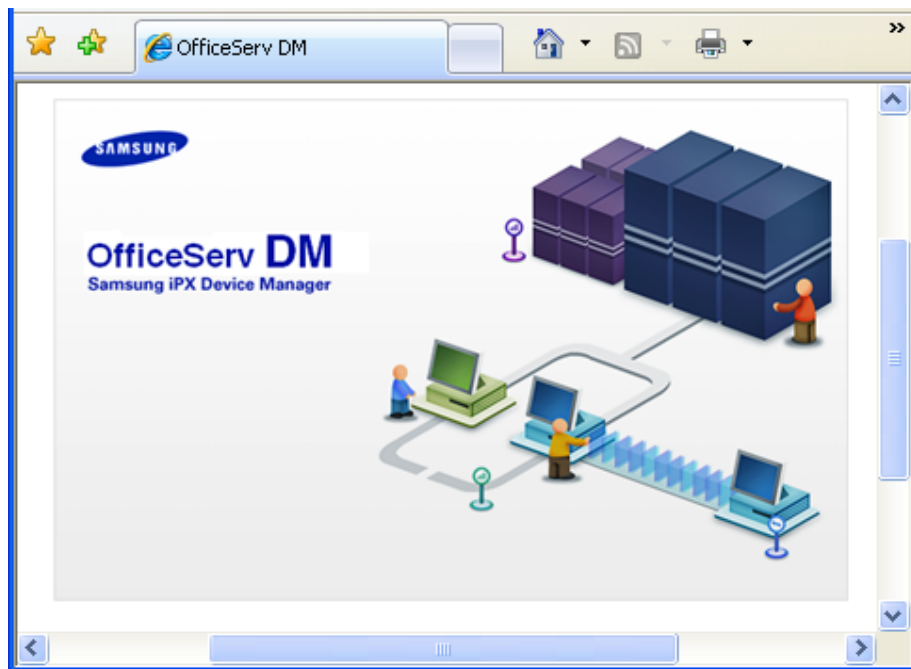 OfficeServ DM
»
SAMSUNG
OfficeServ DM
Samsung iPX Device Manager